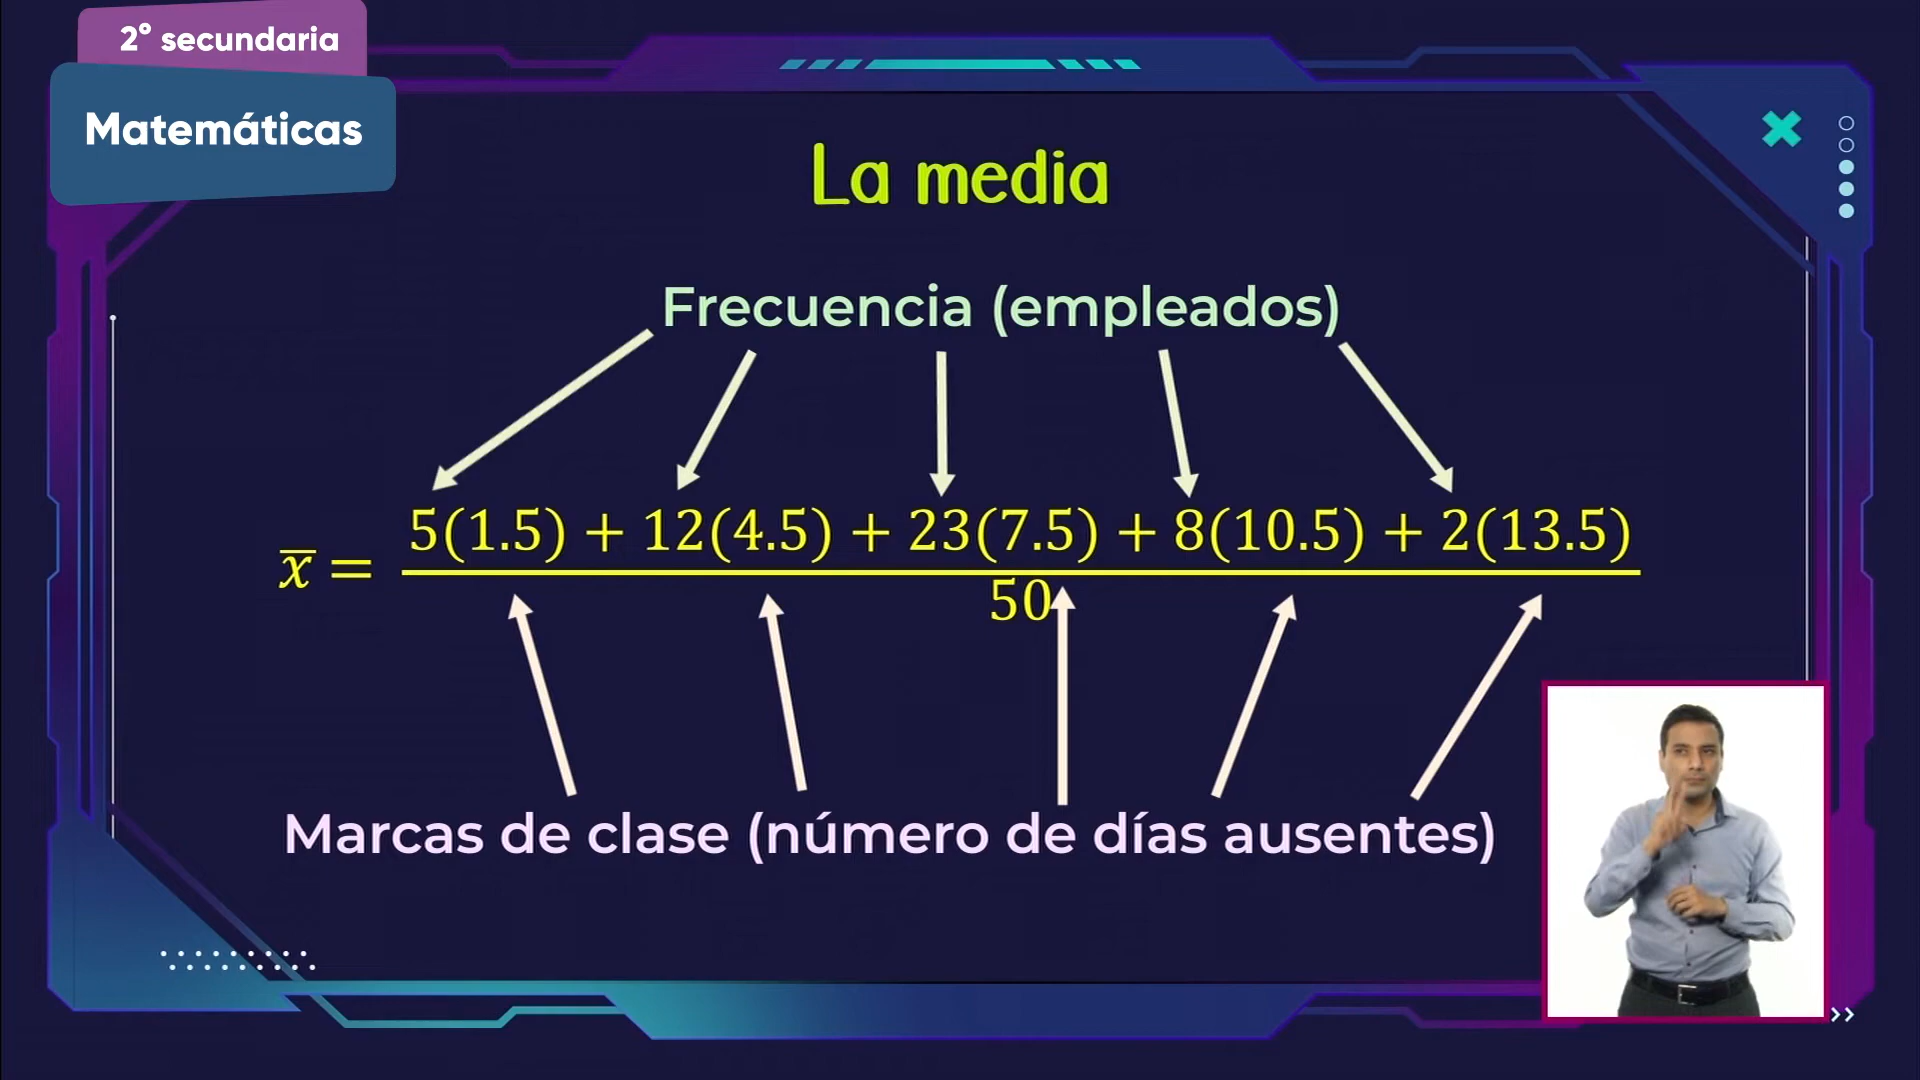 2° secundaria
Matemáticas
La media
Frecuencia (empleados)
x̅ = 5(1.5) + 12(4.5) + 23(7.5) + 8(10.5) + 2(13.5)
50
Marcas de clase (número de días ausentes)